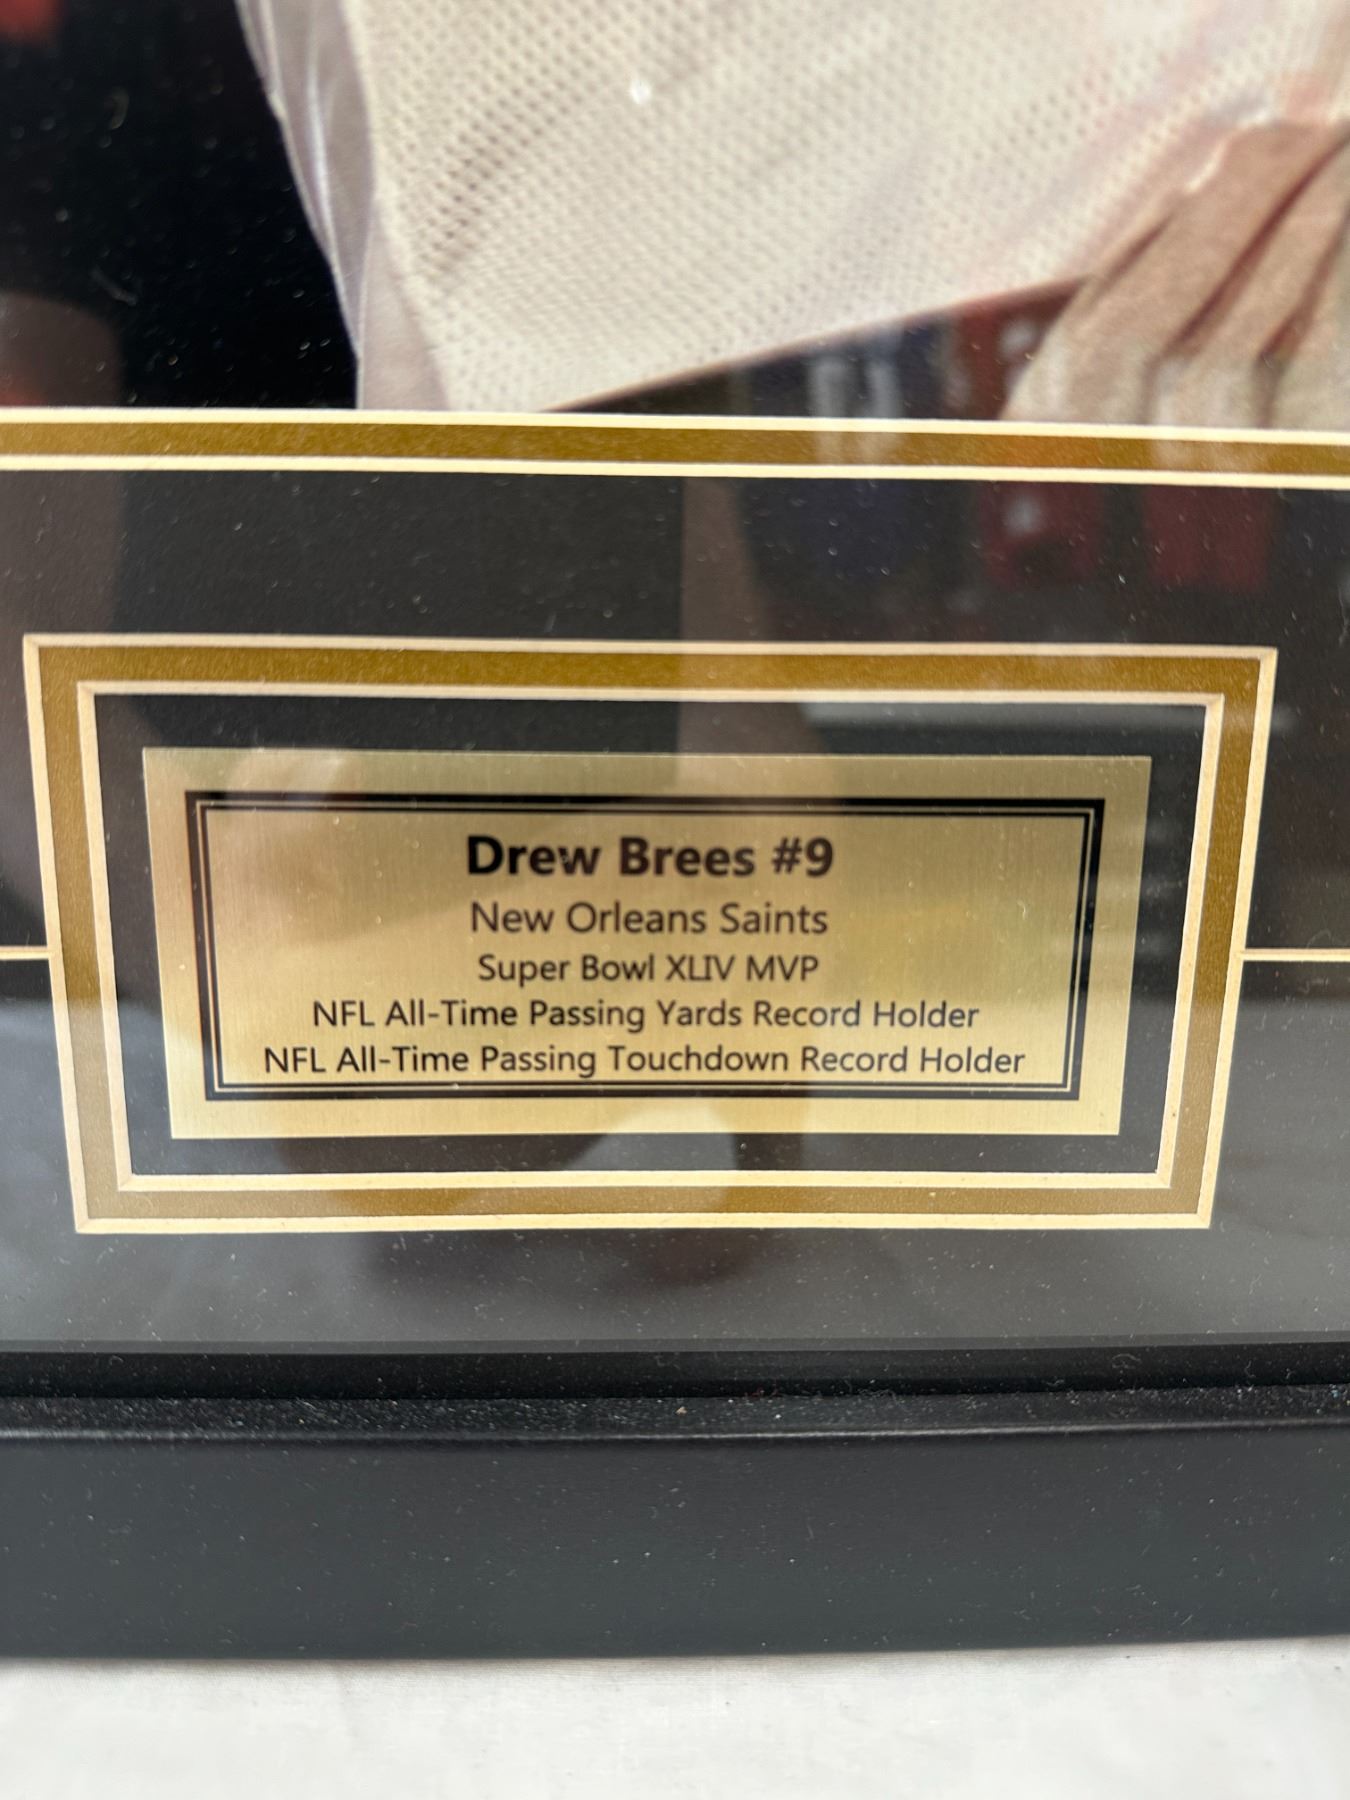 Drew Brees #9
New Orleans Saints
Super Bowl XLIV MVP
NFL All-Time Passing Yards Record Holder
NFL All-Time Passing Touchdown Record Holder